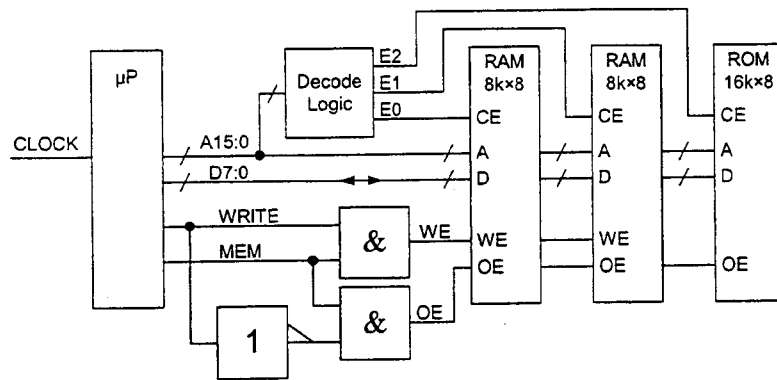 µP
CLOCK
A15:0
D7:0
WRITE
MEM
Decode
Logic
E2
E1
E0
&
WE
&
OE
1
RAM
8k×8
CE
A
D
WE
OE
RAM
8k×8
CE
A
D
WE
OE
ROM
16k×8
CE
A
D
OE